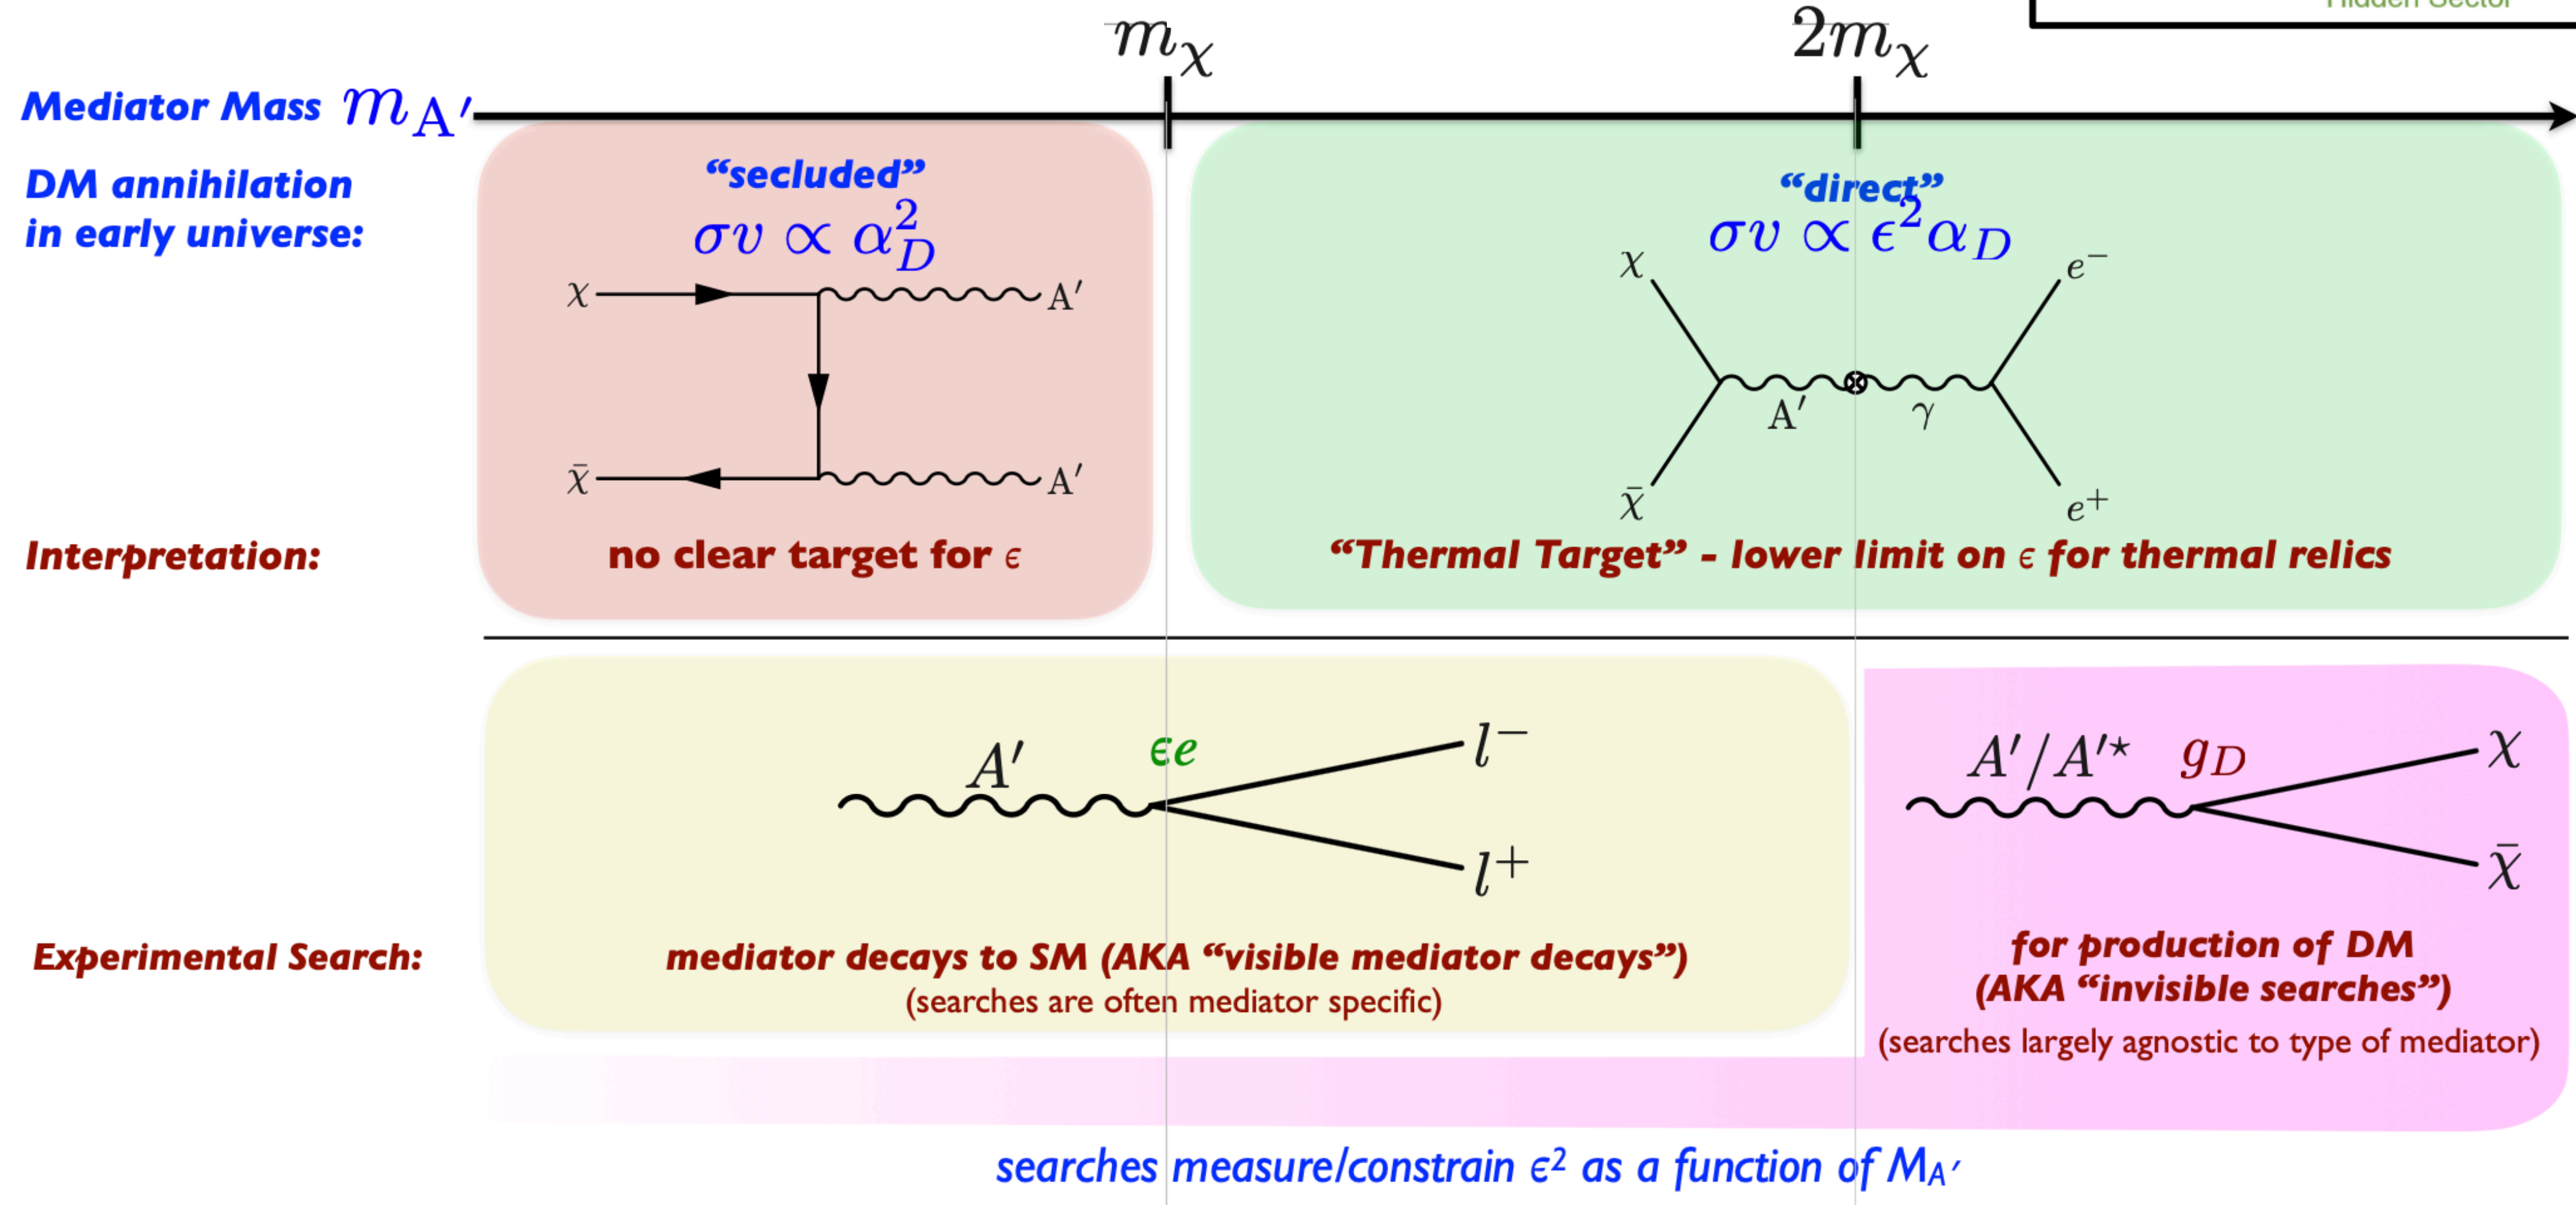 Hidden Sector
m_χ
2m_χ
Mediator Mass m_A′
DM annihilation
in early universe:
“secluded”
σv ∝ α_D^2
χ
A′
χ̄
A′
“direct”
σv ∝ ϵ^2 α_D
χ
e^−
A′
γ
χ̄
e^+
Interpretation:
no clear target for ϵ
“Thermal Target” - lower limit on ϵ for thermal relics
A′
ϵe
l^−
l^+
A′/A′^⋆
g_D
χ
χ̄
Experimental Search:
mediator decays to SM (AKA “visible mediator decays”)
(searches are often mediator specific)
for production of DM
(AKA “invisible searches”)
(searches largely agnostic to type of mediator)
searches measure/constrain ϵ² as a function of M_A′